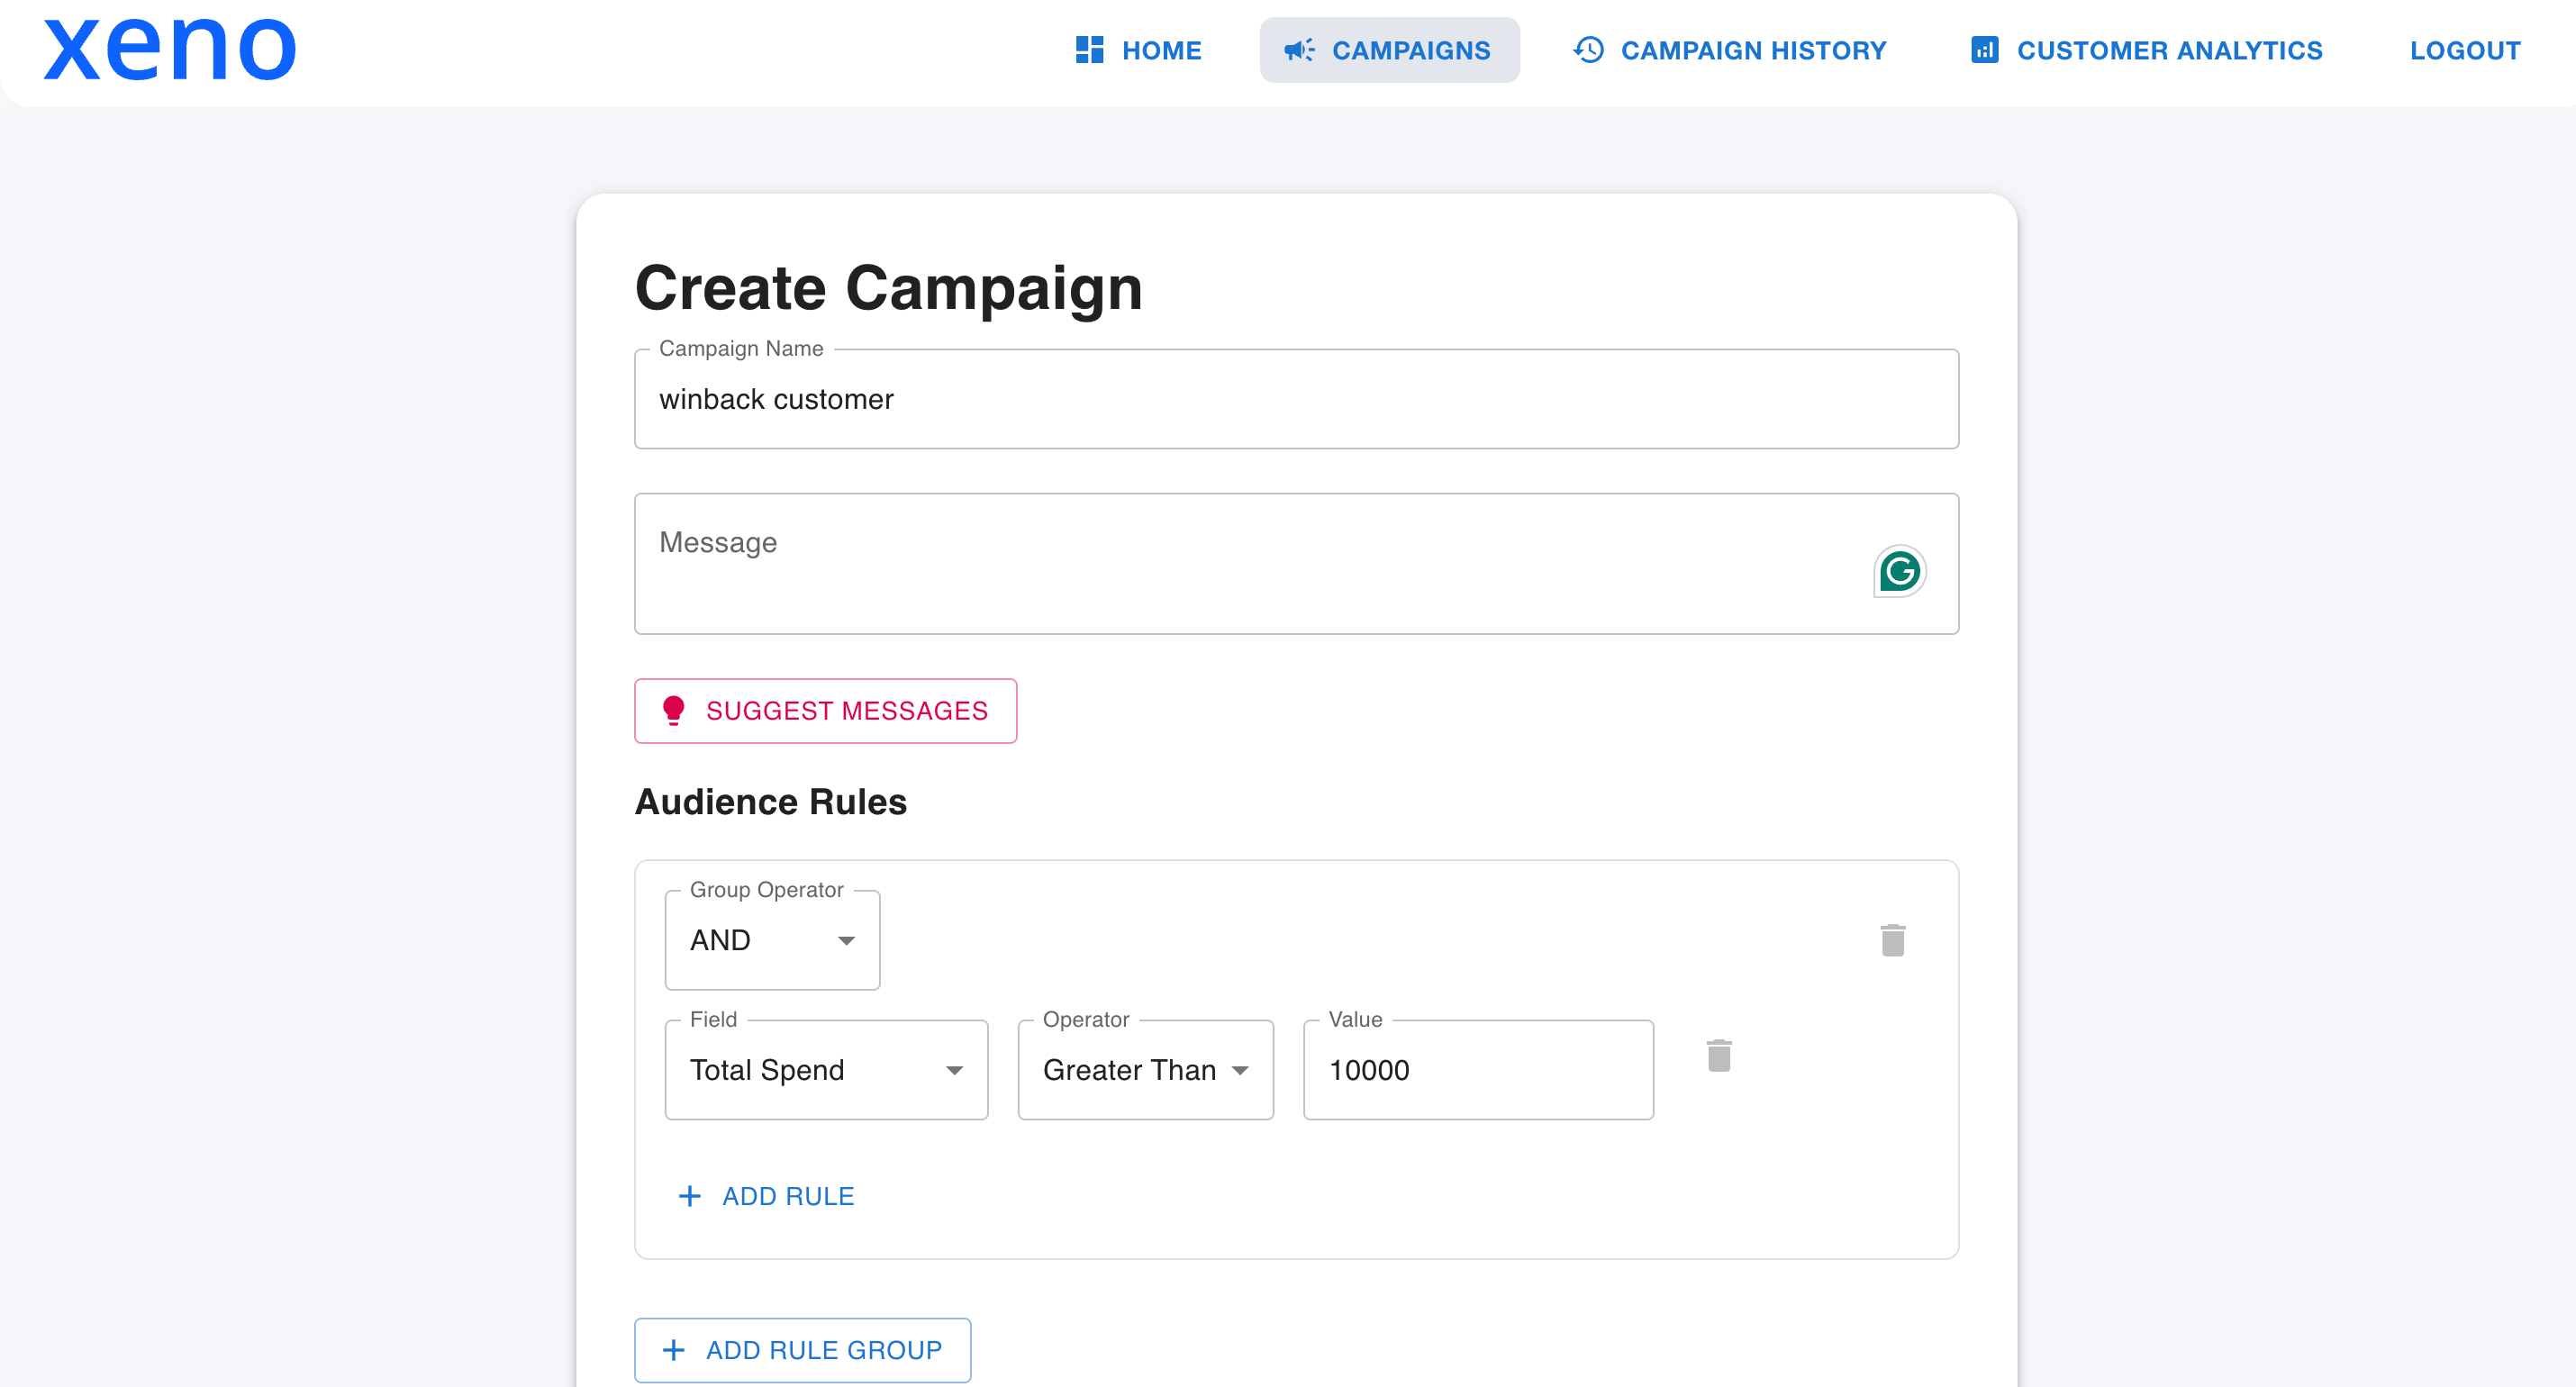 xeno
HOME
CAMPAIGNS
CAMPAIGN HISTORY
CUSTOMER ANALYTICS
LOGOUT
Create Campaign
Campaign Name
winback customer
Message
SUGGEST MESSAGES
Audience Rules
Group Operator
AND
Field
Total Spend
Operator
Greater Than
Value
10000
+ ADD RULE
+ ADD RULE GROUP